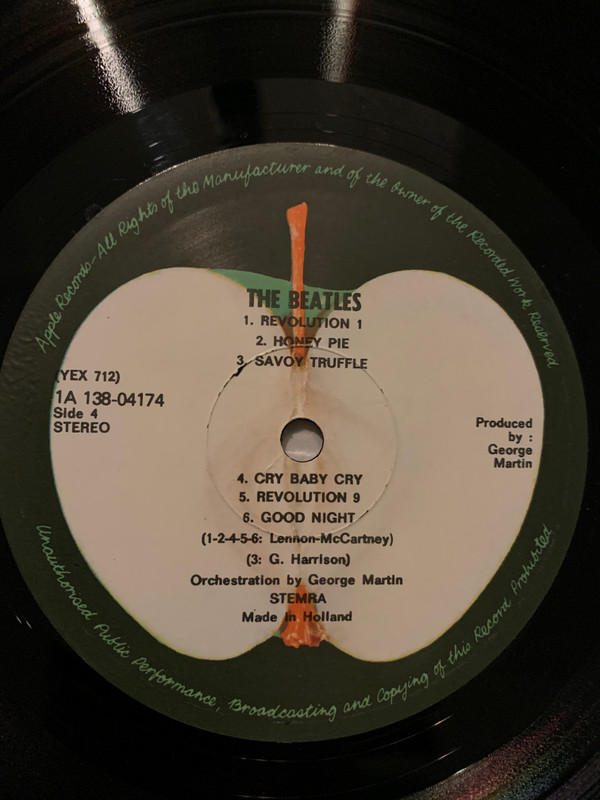 Apple Records-All Rights of the Manufacturer and of the Owner of the Recorded Work Reserved
THE BEATLES
1. REVOLUTION 1
2. HONEY PIE
3. SAVOY TRUFFLE
(YEX 712)
1A 138-04174
Side 4
STEREO
Produced
by :
George
Martin
4. CRY BABY CRY
5. REVOLUTION 9
6. GOOD NIGHT
(1-2-4-5-6: Lennon-McCartney)
(3: G. Harrison)
Orchestration by George Martin
STEMRA
Made in Holland
Unauthorised Public Performance, Broadcasting and Copying of this Record Prohibited